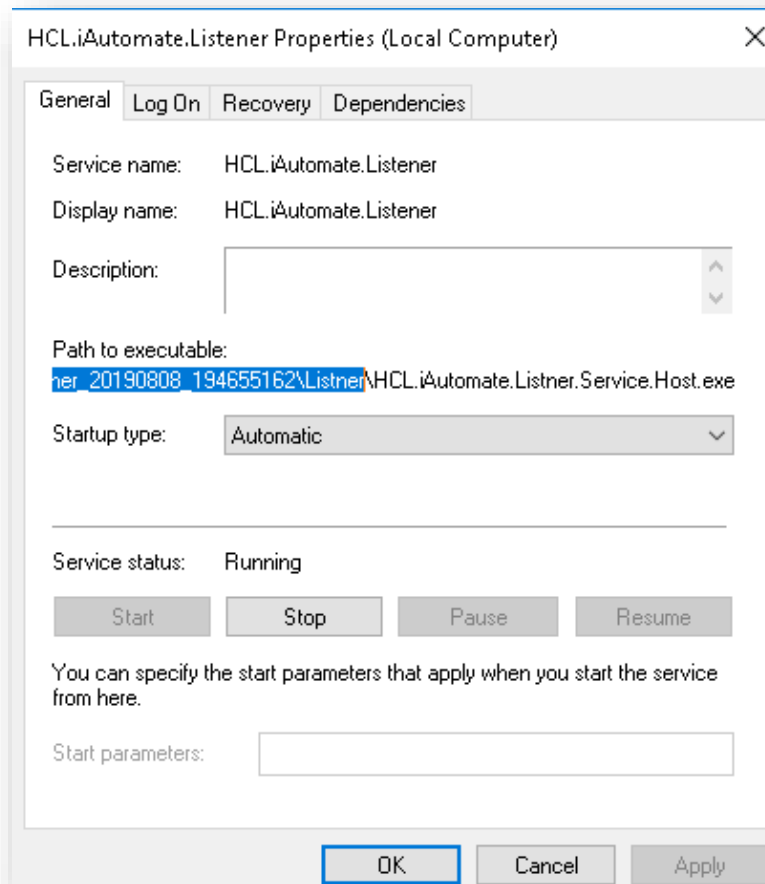 HCL.iAutomate.Listener Properties (Local Computer)
General Log On Recovery Dependencies
Service name: HCL.iAutomate.Listener
Display name: HCL.iAutomate.Listener
Description:
Path to executable:
ner_20190808_194655162\Listner\HCL.iAutomate.Listner.Service.Host.exe
Startup type: Automatic
Service status: Running
Start Stop Pause Resume
You can specify the start parameters that apply when you start the service
from here.
Start parameters:
OK Cancel Apply